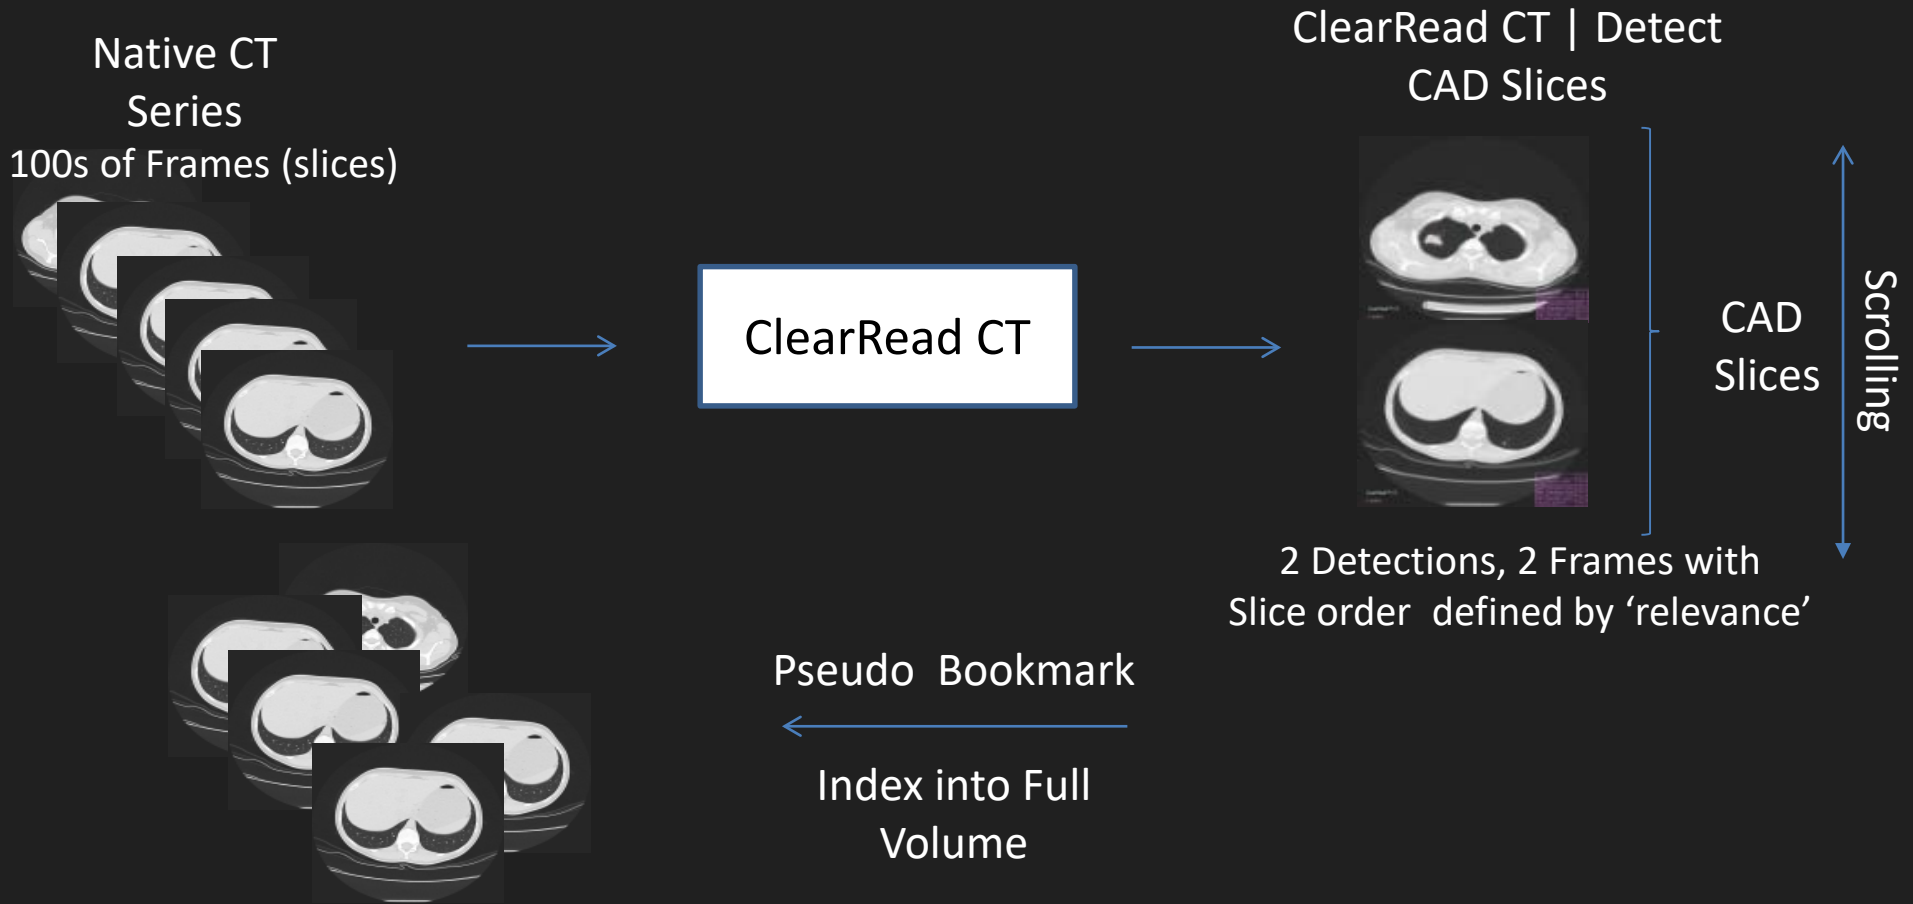 Native CT
Series
100s of Frames (slices)
ClearRead CT
ClearRead CT | Detect
CAD Slices
CAD
Slices
Scrolling
2 Detections, 2 Frames with
Slice order defined by ‘relevance’
Pseudo Bookmark
Index into Full
Volume